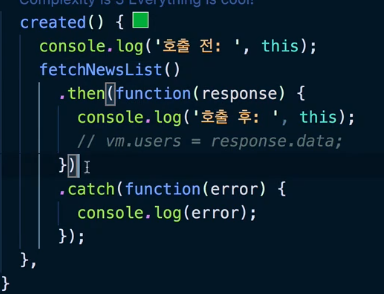 Complexity is 3 Everything is cool!
created() {
console.log('호출 전: ', this);
fetchNewsList()
.then(function(response) {
console.log('호출 후: ', this);
// vm.users = response.data;
})
.catch(function(error) {
console.log(error);
});
},
}